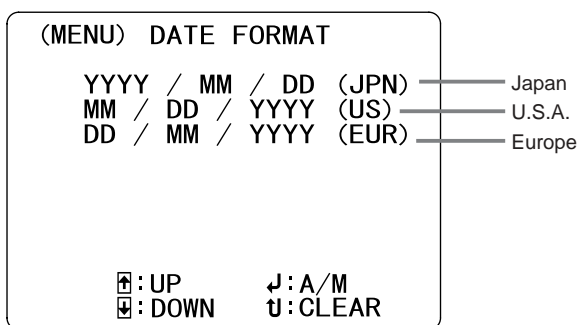 (MENU) DATE FORMAT
YYYY / MM / DD (JPN) Japan
MM / DD / YYYY (US) U.S.A.
DD / MM / YYYY (EUR) Europe
↑:UP ↲:A/M
↓:DOWN ⮌:CLEAR